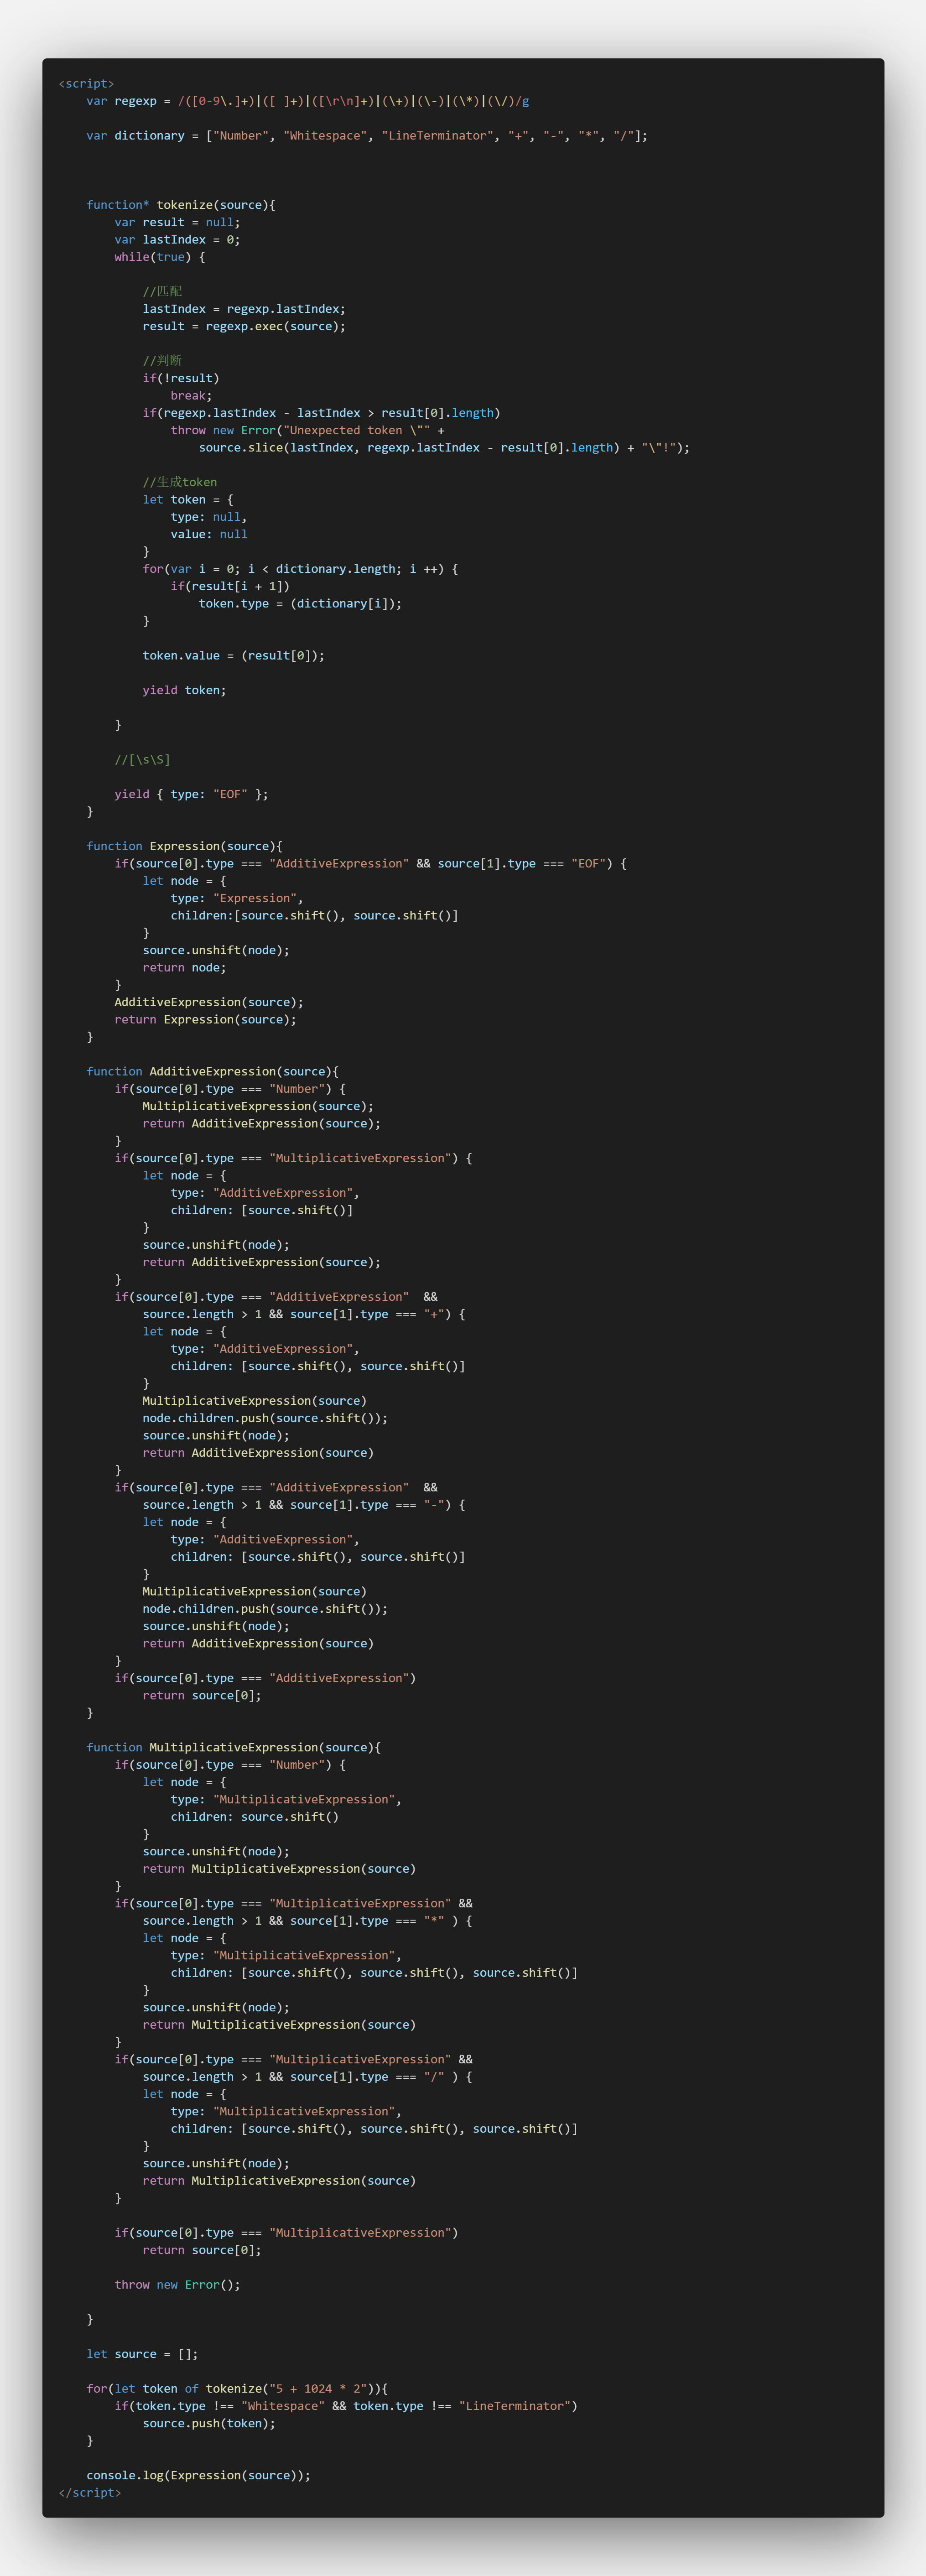 <script>
    var regexp = /([0-9\.]+)|([ ]+)|([\r\n]+)|(\+)|(\-)|(\*)|(\/)/g
    var dictionary = ["Number", "Whitespace", "LineTerminator", "+", "-", "*", "/"];
    function* tokenize(source){
        var result = null;
        var lastIndex = 0;
        while(true) {
            //匹配
            lastIndex = regexp.lastIndex;
            result = regexp.exec(source);
            //判断
            if(!result)
                break;
            if(regexp.lastIndex - lastIndex > result[0].length)
                throw new Error("Unexpected token \"" +
                    source.slice(lastIndex, regexp.lastIndex - result[0].length) + "\"!");
            //生成token
            let token = {
                type: null,
                value: null
            }
            for(var i = 0; i < dictionary.length; i ++) {
                if(result[i + 1])
                    token.type = (dictionary[i]);
            }
            token.value = (result[0]);
            yield token;
        }
        //[\s\S]
        yield { type: "EOF" };
    }
    function Expression(source){
        if(source[0].type === "AdditiveExpression" && source[1].type === "EOF") {
            let node = {
                type: "Expression",
                children:[source.shift(), source.shift()]
            }
            source.unshift(node);
            return node;
        }
        AdditiveExpression(source);
        return Expression(source);
    }
    function AdditiveExpression(source){
        if(source[0].type === "Number") {
            MultiplicativeExpression(source);
            return AdditiveExpression(source);
        }
        if(source[0].type === "MultiplicativeExpression") {
            let node = {
                type: "AdditiveExpression",
                children: [source.shift()]
            }
            source.unshift(node);
            return AdditiveExpression(source);
        }
        if(source[0].type === "AdditiveExpression"  &&
            source.length > 1 && source[1].type === "+") {
            let node = {
                type: "AdditiveExpression",
                children: [source.shift(), source.shift()]
            }
            MultiplicativeExpression(source)
            node.children.push(source.shift());
            source.unshift(node);
            return AdditiveExpression(source)
        }
        if(source[0].type === "AdditiveExpression"  &&
            source.length > 1 && source[1].type === "-") {
            let node = {
                type: "AdditiveExpression",
                children: [source.shift(), source.shift()]
            }
            MultiplicativeExpression(source)
            node.children.push(source.shift());
            source.unshift(node);
            return AdditiveExpression(source)
        }
        if(source[0].type === "AdditiveExpression")
            return source[0];
    }
    function MultiplicativeExpression(source){
        if(source[0].type === "Number") {
            let node = {
                type: "MultiplicativeExpression",
                children: source.shift()
            }
            source.unshift(node);
            return MultiplicativeExpression(source)
        }
        if(source[0].type === "MultiplicativeExpression" &&
            source.length > 1 && source[1].type === "*" ) {
            let node = {
                type: "MultiplicativeExpression",
                children: [source.shift(), source.shift(), source.shift()]
            }
            source.unshift(node);
            return MultiplicativeExpression(source)
        }
        if(source[0].type === "MultiplicativeExpression" &&
            source.length > 1 && source[1].type === "/" ) {
            let node = {
                type: "MultiplicativeExpression",
                children: [source.shift(), source.shift(), source.shift()]
            }
            source.unshift(node);
            return MultiplicativeExpression(source)
        }
        if(source[0].type === "MultiplicativeExpression")
            return source[0];
        throw new Error();
    }
    let source = [];
    for(let token of tokenize("5 + 1024 * 2")){
        if(token.type !== "Whitespace" && token.type !== "LineTerminator")
            source.push(token);
    }
    console.log(Expression(source));
</script>